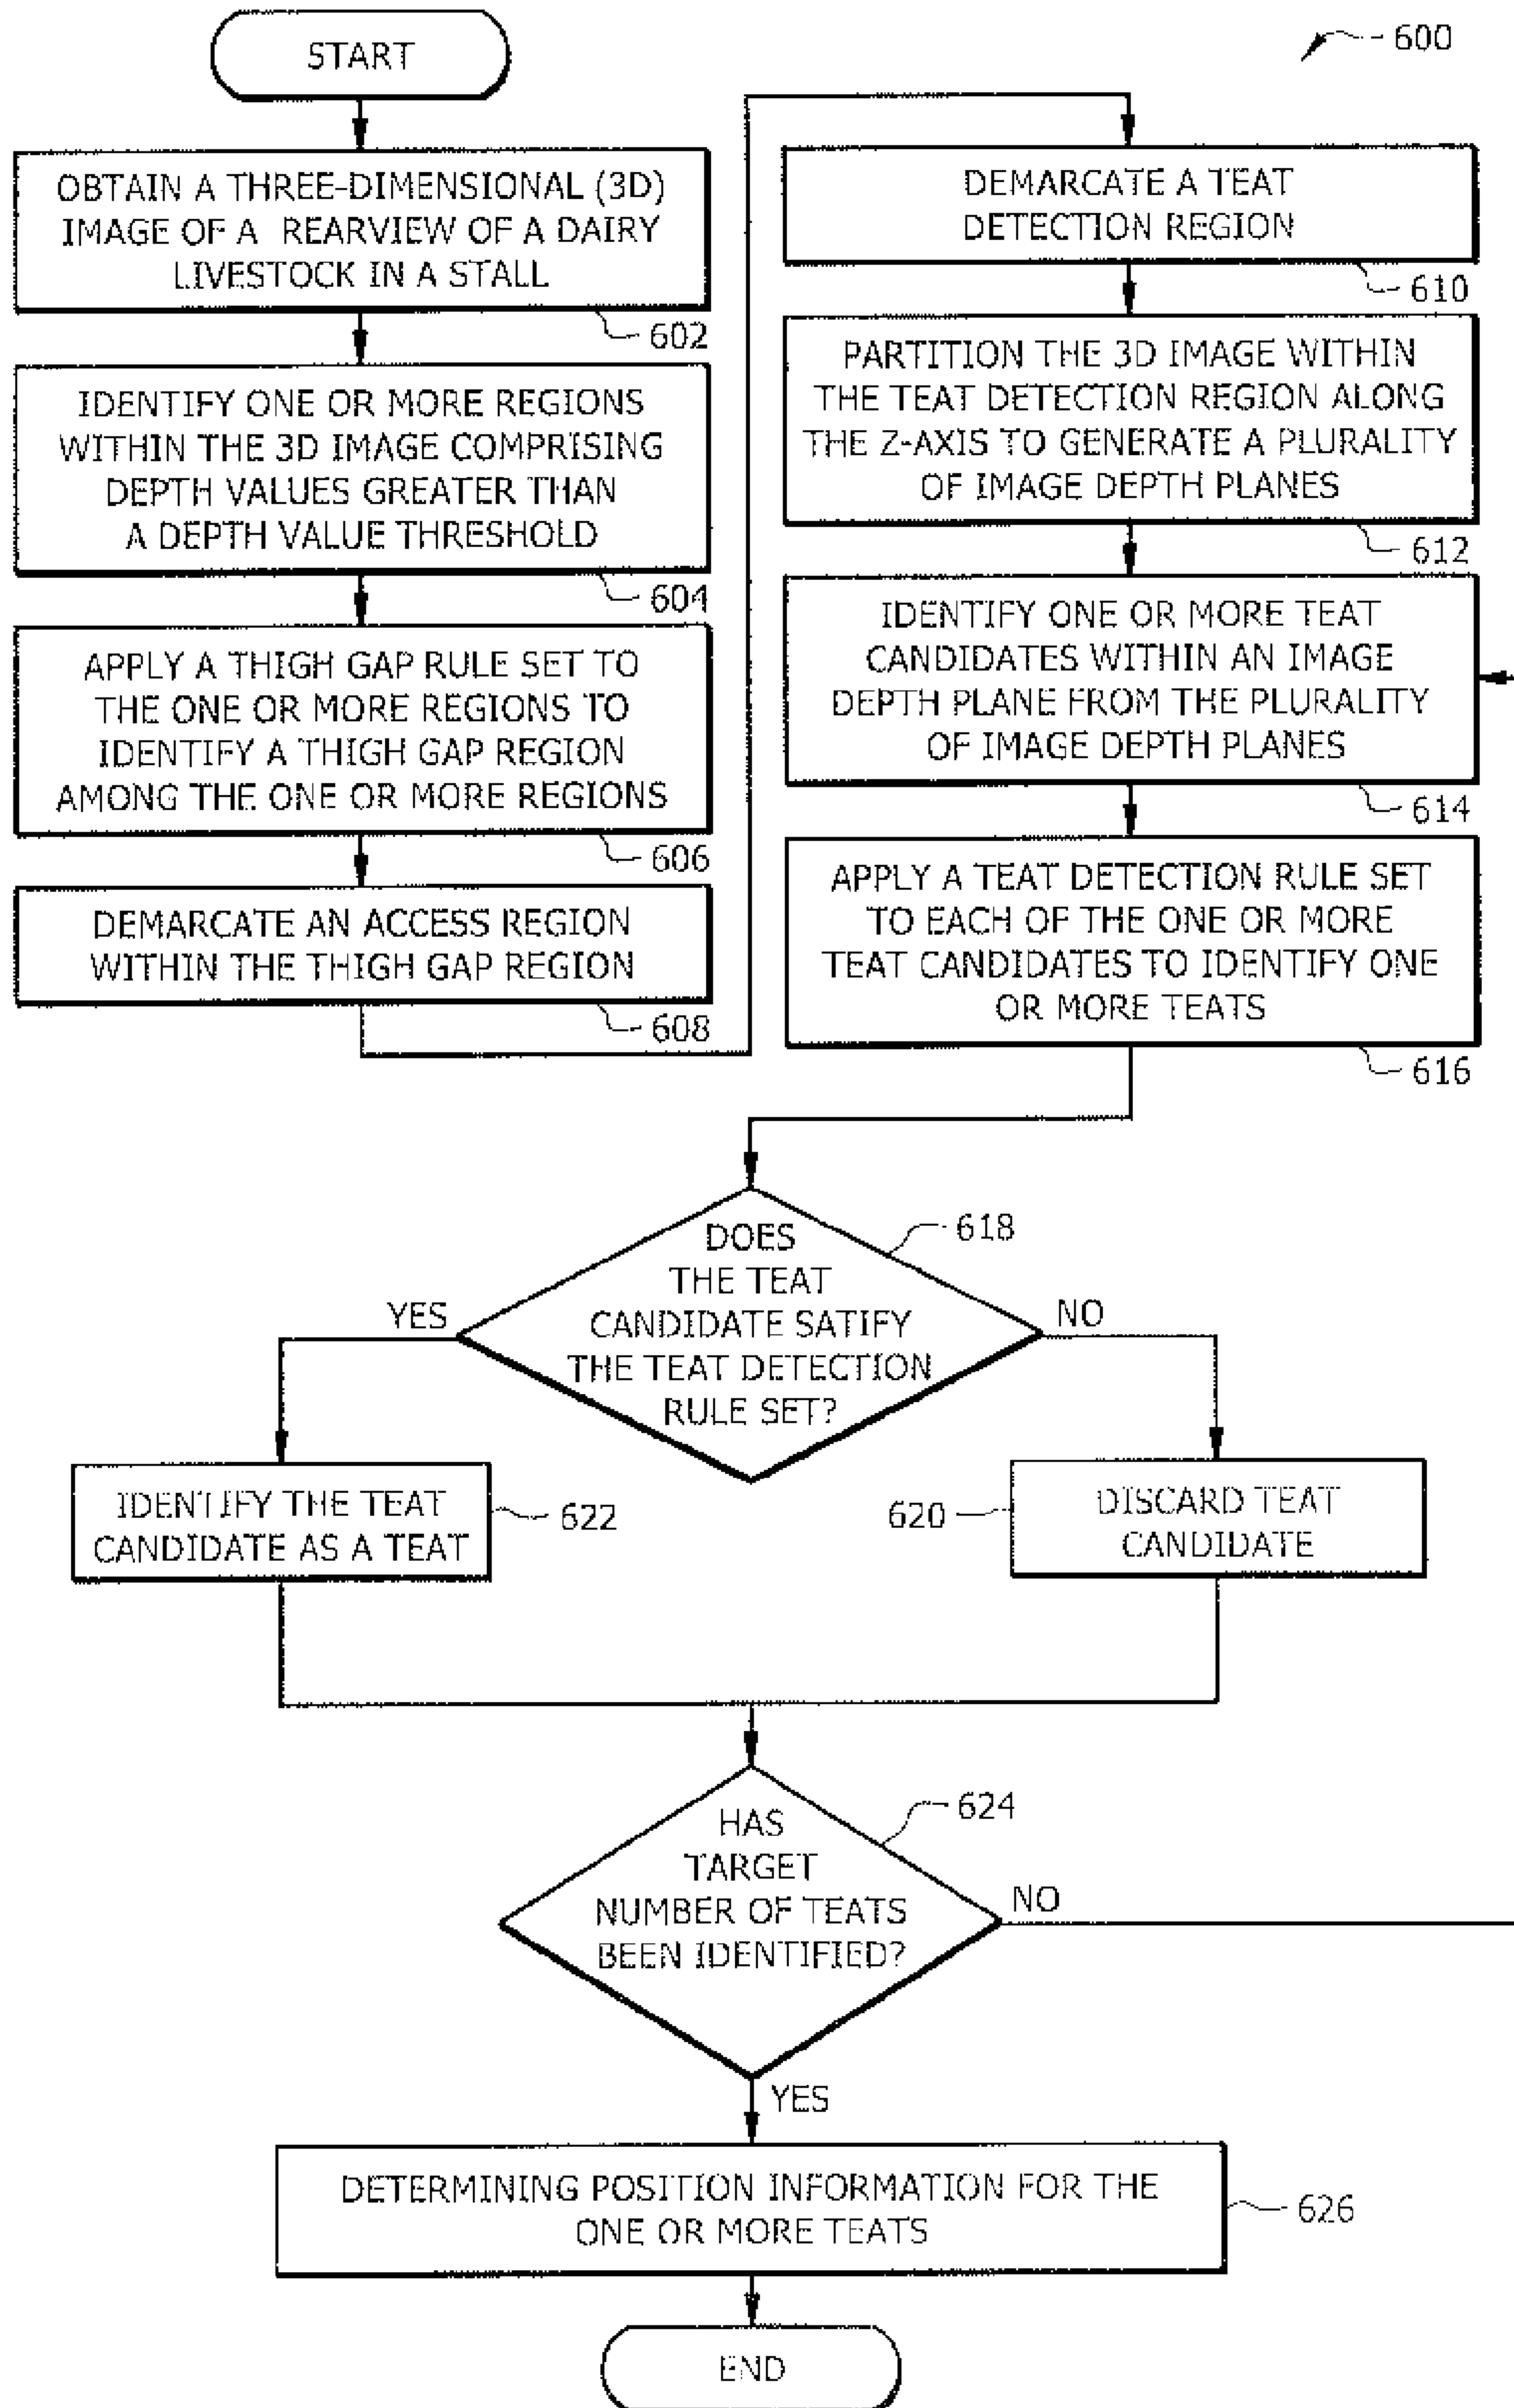 START
600
OBTAIN A THREE-DIMENSIONAL (3D)
IMAGE OF A REARVIEW OF A DAIRY
LIVESTOCK IN A STALL
602
IDENTIFY ONE OR MORE REGIONS
WITHIN THE 3D IMAGE COMPRISING
DEPTH VALUES GREATER THAN
A DEPTH VALUE THRESHOLD
604
APPLY A THIGH GAP RULE SET TO
THE ONE OR MORE REGIONS TO
IDENTIFY A THIGH GAP REGION
AMONG THE ONE OR MORE REGIONS
606
DEMARCATE AN ACCESS REGION
WITHIN THE THIGH GAP REGION
608
DEMARCATE A TEAT
DETECTION REGION
610
PARTITION THE 3D IMAGE WITHIN
THE TEAT DETECTION REGION ALONG
THE Z-AXIS TO GENERATE A PLURALITY
OF IMAGE DEPTH PLANES
612
IDENTIFY ONE OR MORE TEAT
CANDIDATES WITHIN AN IMAGE
DEPTH PLANE FROM THE PLURALITY
OF IMAGE DEPTH PLANES
614
APPLY A TEAT DETECTION RULE SET
TO EACH OF THE ONE OR MORE
TEAT CANDIDATES TO IDENTIFY ONE
OR MORE TEATS
616
DOES
THE TEAT
CANDIDATE SATIFY
THE TEAT DETECTION
RULE SET?
618
YES
NO
IDENTIFY THE TEAT
CANDIDATE AS A TEAT
622
620
DISCARD TEAT
CANDIDATE
HAS
TARGET
NUMBER OF TEATS
BEEN IDENTIFIED?
624
NO
YES
DETERMINING POSITION INFORMATION FOR THE
ONE OR MORE TEATS
626
END